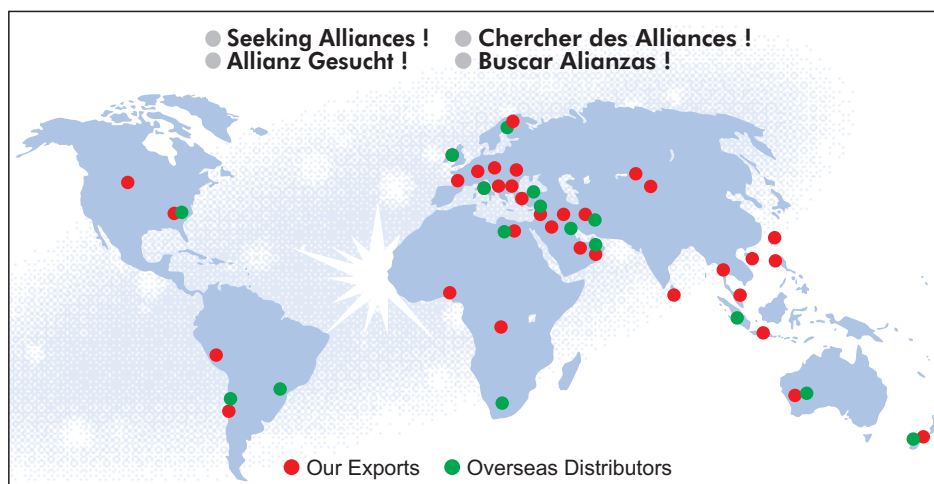 Seeking Alliances !
Chercher des Alliances !
Allianz Gesucht !
Buscar Alianzas !
Our Exports
Overseas Distributors